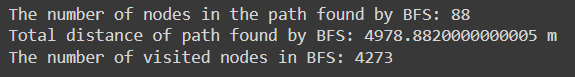 The number of nodes in the path found by BFS: 88
Total distance of path found by BFS: 4978.8820000000005 m
The number of visited nodes in BFS: 4273